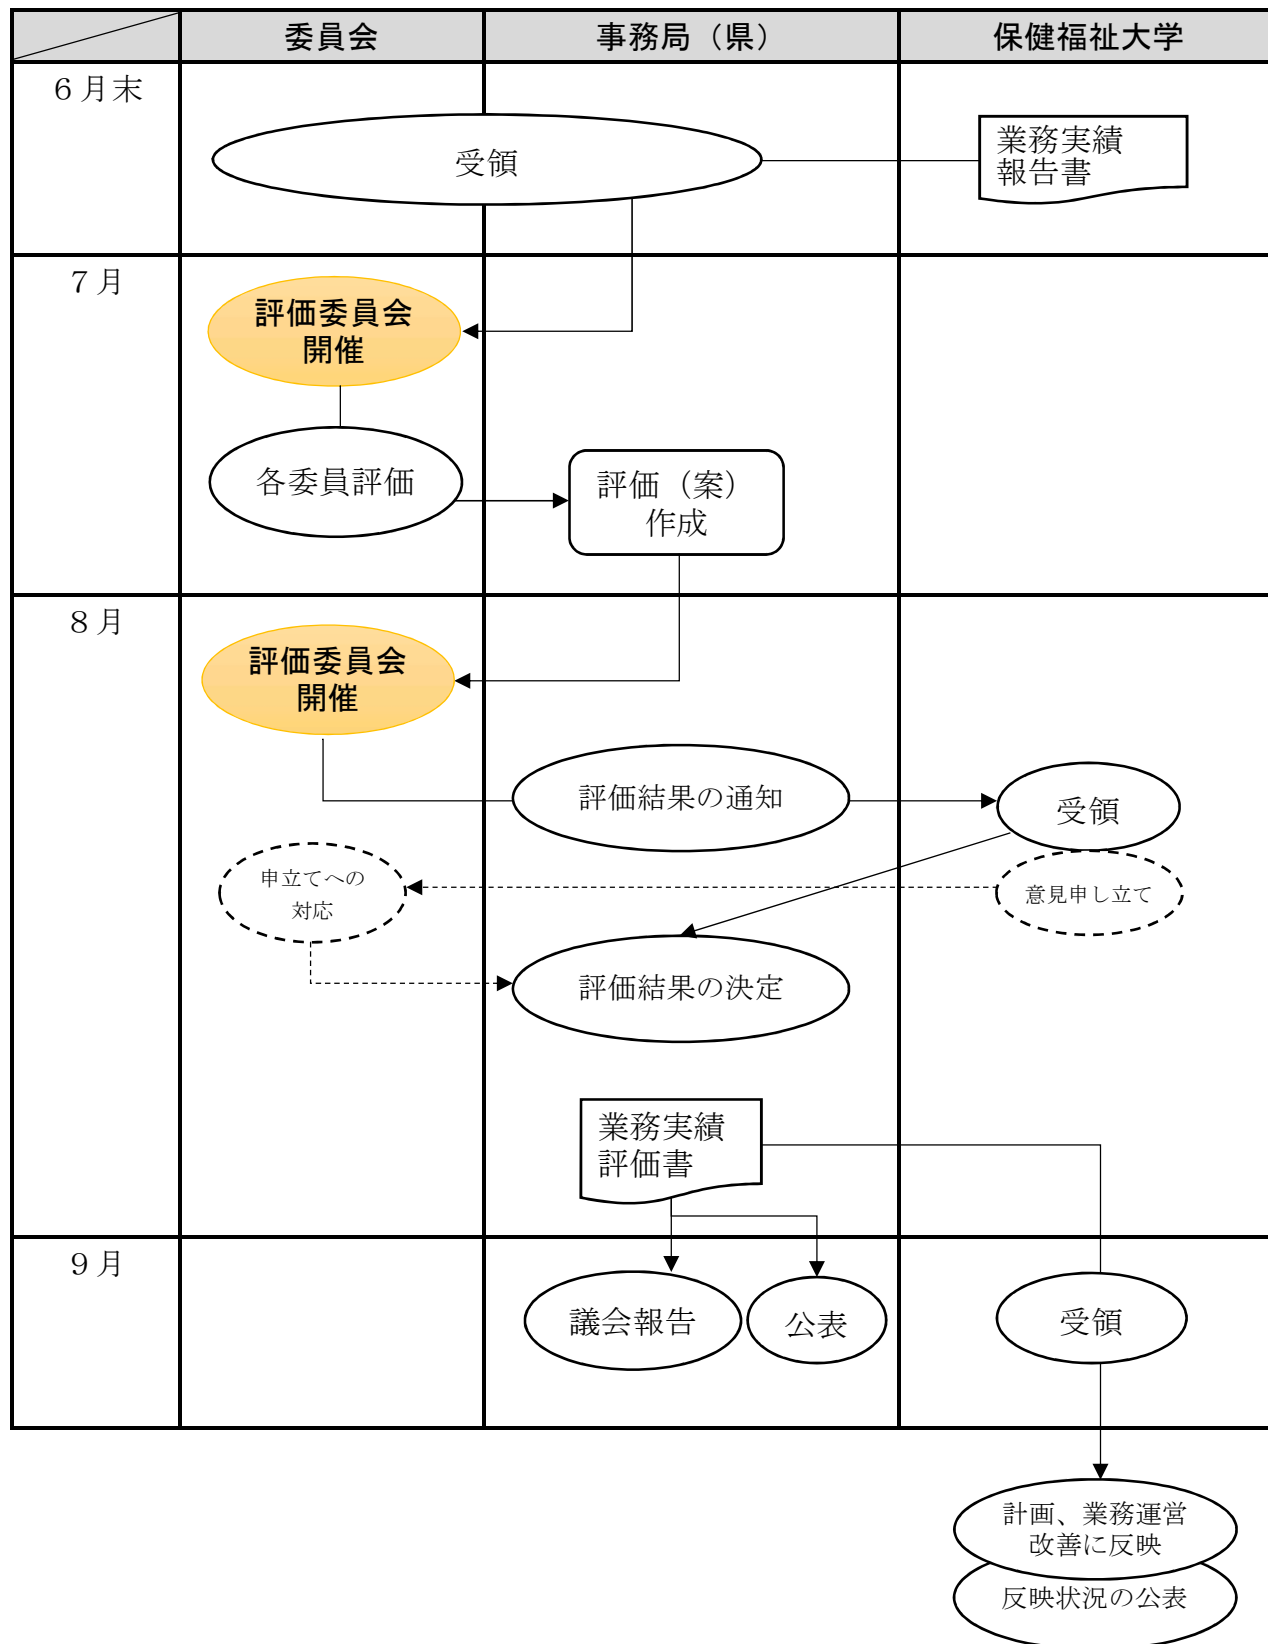 委員会
事務局（県）
保健福祉大学
６月末
受領
業務実績
報告書
７月
評価委員会
開催
各委員評価
評価（案）
作成
８月
評価委員会
開催
評価結果の通知
受領
申立てへの
対応
意見申し立て
評価結果の決定
業務実績
評価書
９月
議会報告
公表
受領
計画、業務運営
改善に反映
反映状況の公表